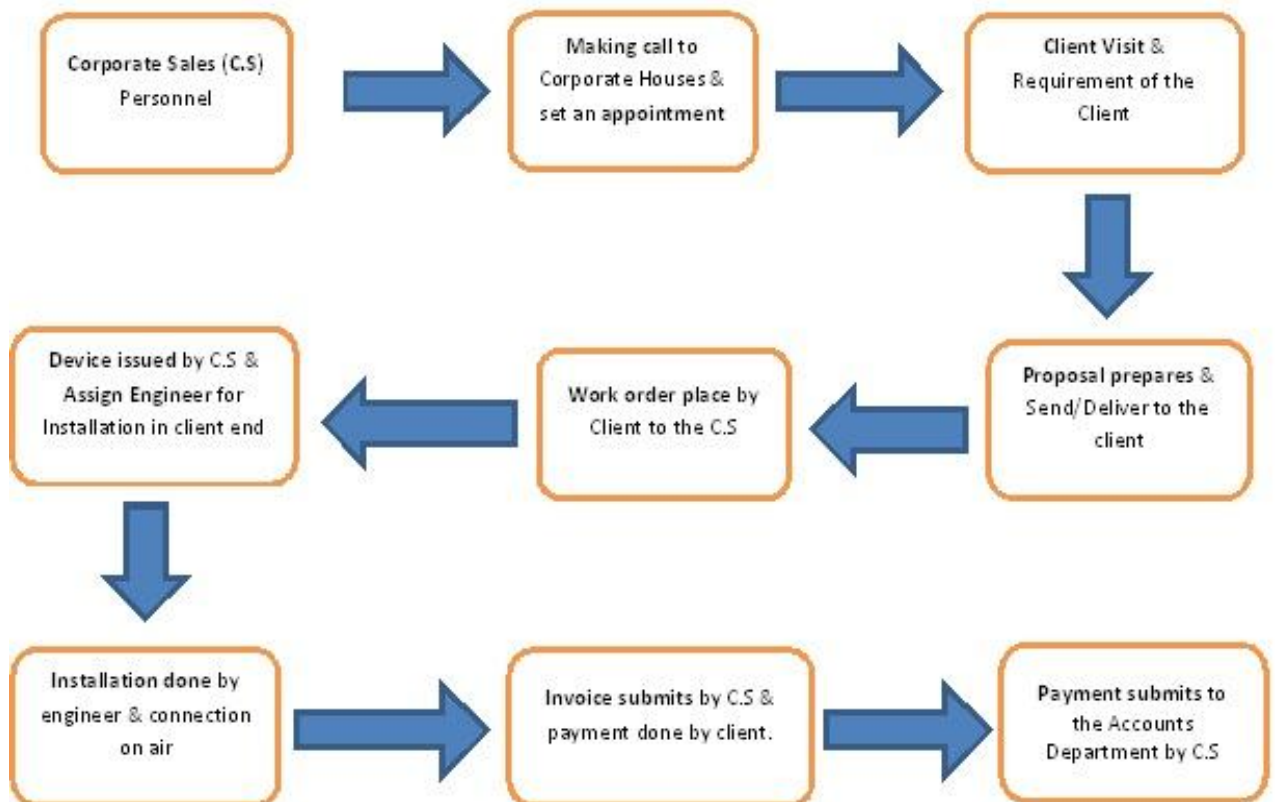 Corporate Sales (C.S)
Personnel
Making call to
Corporate Houses &
set an appointment
Client Visit &
Requirement of the
Client
Proposal prepares &
Send/Deliver to the
client
Work order place by
Client to the C.S
Device issued by C.S &
Assign Engineer for
Installation in client end
Installation done by
engineer & connection
on air
Invoice submits by C.S &
payment done by client.
Payment submits to
the Accounts
Department by C.S